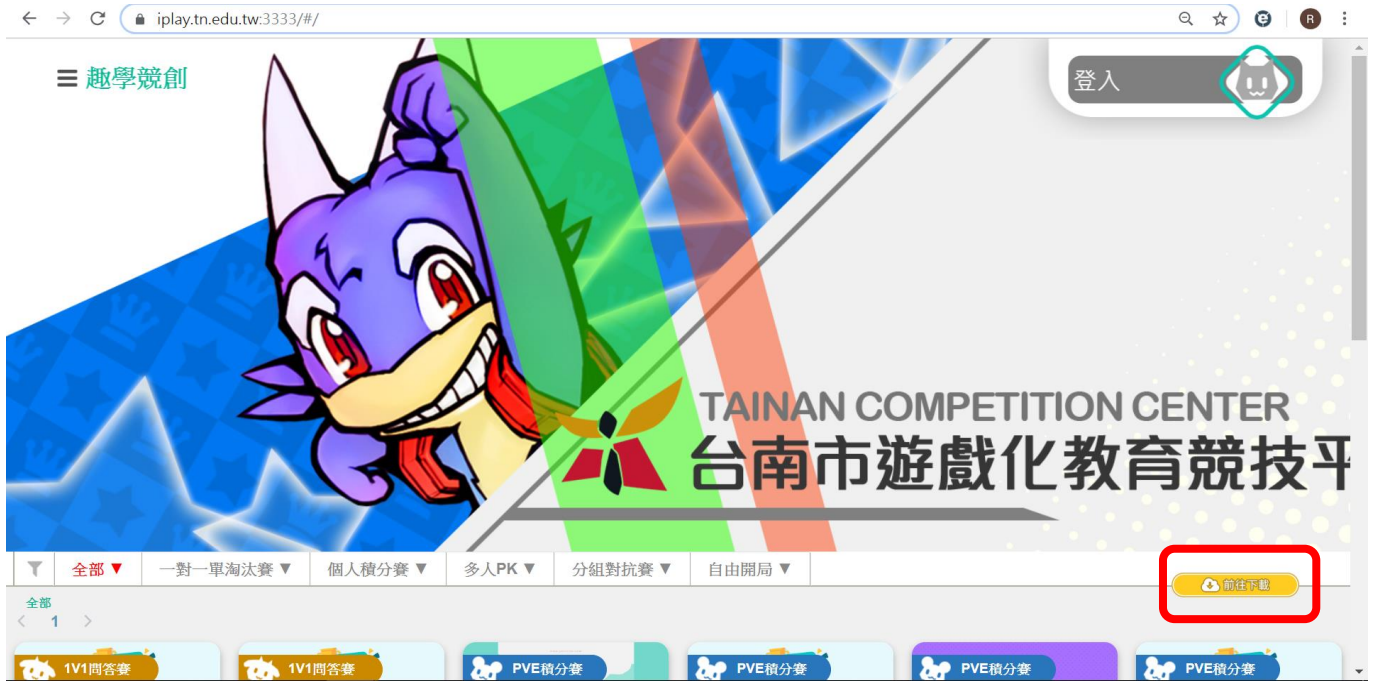 iplay.tn.edu.tw:3333/#/
R
趣學競創
登入
TAINAN COMPETITION CENTER
台南市遊戲化教育競技平
全部▼ 一對一單淘汰賽▼ 個人積分賽▼ 多人PK▼ 分組對抗賽▼ 自由開局▼
前往下載
全部
< 1 >
1V1問答賽 1V1問答賽 PVE積分賽 PVE積分賽 PVE積分賽 PVE積分賽